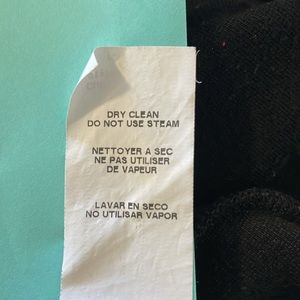 DRY CLEAN
DO NOT USE STEAM
NETTOYER A SEC
NE PAS UTILISER
DE VAPEUR
LAVAR EN SECO
NO UTILISAR VAPOR